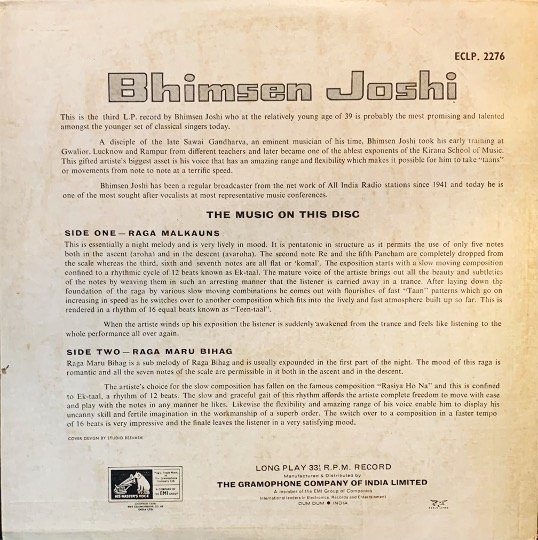 ECLP. 2276
Bhimsen Joshi
This is the third L.P. record by Bhimsen Joshi who at the relatively young age of 39 is probably the most promising and talented
amongst the younger set of classical singers today.
A disciple of the late Sawai Gandharva, an eminent musician of his time, Bhimsen Joshi took his early training at
Gwalior. Lucknow and Rampur from different teachers and later became one of the ablest exponents of the Kirana School of Music.
This gifted artiste's biggest asset is his voice that has an amazing range and flexibility which makes it possible for him to take "taans"
or movements from note to note at a terrific speed.
Bhimsen Joshi has been a regular broadcaster from the net work of All India Radio stations since 1941 and today he is
one of the most sought after vocalists at most representative music conferences.
THE MUSIC ON THIS DISC
SIDE ONE — RAGA MALKAUNS
This is essentially a night melody and is very lively in mood. It is pentatonic in structure as it permits the use of only five notes
both in the ascent (aroha) and in the descent (avaroha). The second note Re and the fifth Pancham are completely dropped from
the scale whereas the third, sixth and seventh notes are all flat or 'komal'. The exposition starts with a slow moving composition
confined to a rhythmic cycle of 12 beats known as Ek-taal. The mature voice of the artiste brings out all the beauty and subtleties
of the notes by weaving them in such an arresting manner that the listener is carried away in a trance. After laying down the
foundation of the raga by various slow moving combinations he comes out with flourishes of fast "Taan" patterns which go on
increasing in speed as he switches over to another composition which fits into the lively and fast atmosphere built up so far. This is
rendered in a rhythm of 16 equal beats known as "Teen-taal".
When the artiste winds up his exposition the listener is suddenly awakened from the trance and feels like listening to the
whole performance all over again.
SIDE TWO — RAGA MARU BIHAG
Raga Maru Bihag is a sub melody of Raga Bihag and is usually expounded in the first part of the night. The mood of this raga is
romantic and all the seven notes of the scale are permissible in it both in the ascent and in the descent.
The artiste's choice for the slow composition has fallen on the famous composition "Rasiya Ho Na" and this is confined
to Ek-taal, a rhythm of 12 beats. The slow and graceful gait of this rhythm affords the artiste complete freedom to move with ease
and play with the notes in any manner he likes. Likewise the flexibility and amazing range of his voice enable him to display his
uncanny skill and fertile imagination in the workmanship of a superb order. The switch over to a composition in a faster tempo
of 16 beats is very impressive and the finale leaves the listener in a very satisfying mood.
COVER DESIGN BY STUDIO REEVADE
HIS MASTER'S VOICE
EMI
LONG PLAY 33⅓ R.P.M. RECORD
Manufactured & Distributed by
THE GRAMOPHONE COMPANY OF INDIA LIMITED
A member of the EMI Group of Companies
International leaders in Electronics, Records and Entertainment
DUM DUM • INDIA